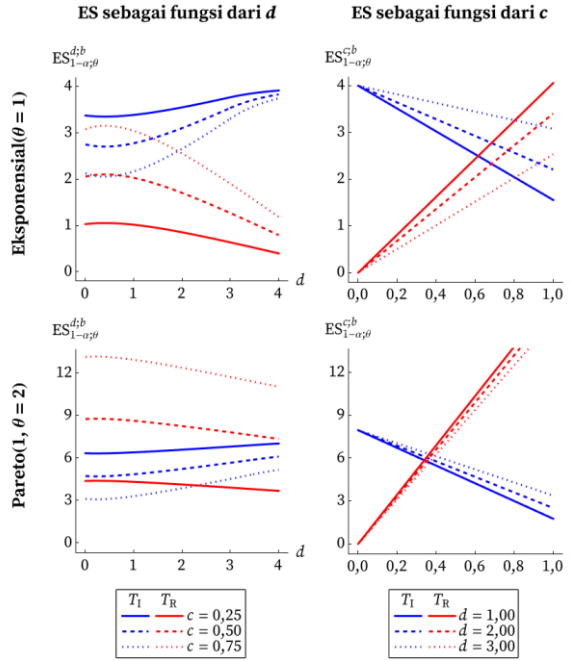 ES sebagai fungsi dari d
ES sebagai fungsi dari c
Eksponensial(θ = 1)
ES^{d;b}_{1−α;θ}
4
3
2
1
0
0 1 2 3 4 d
ES^{c;b}_{1−α;θ}
4
3
2
1
0
0,0 0,2 0,4 0,6 0,8 1,0
Pareto(1, θ = 2)
ES^{d;b}_{1−α;θ}
12
9
6
3
0
0 1 2 3 4 d
ES^{c;b}_{1−α;θ}
12
9
6
3
0
0,0 0,2 0,4 0,6 0,8 1,0
T_I T_R
c = 0,25
c = 0,50
c = 0,75
T_I T_R
d = 1,00
d = 2,00
d = 3,00